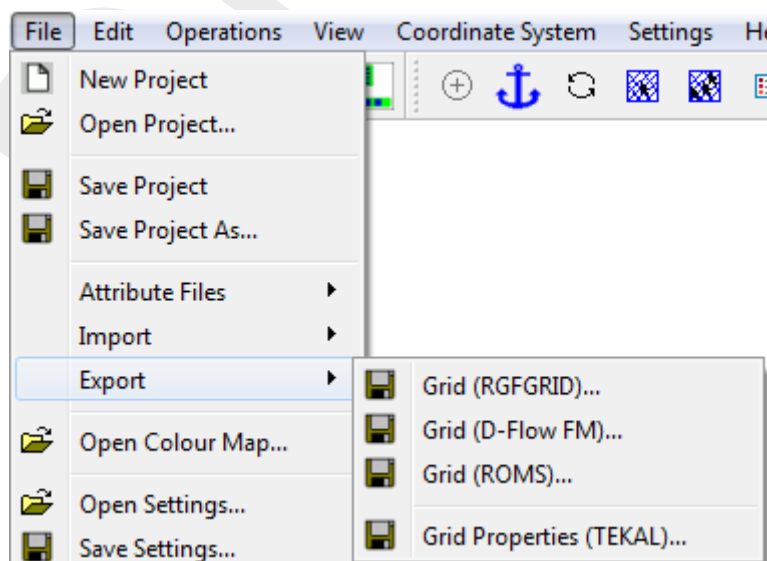 File Edit Operations View Coordinate System Settings
New Project
Open Project...
Save Project
Save Project As...
Attribute Files
Import
Export
Grid (RGFGRID)...
Grid (D-Flow FM)...
Open Colour Map...
Grid (ROMS)...
Open Settings...
Grid Properties (TEKAL)...
Save Settings...